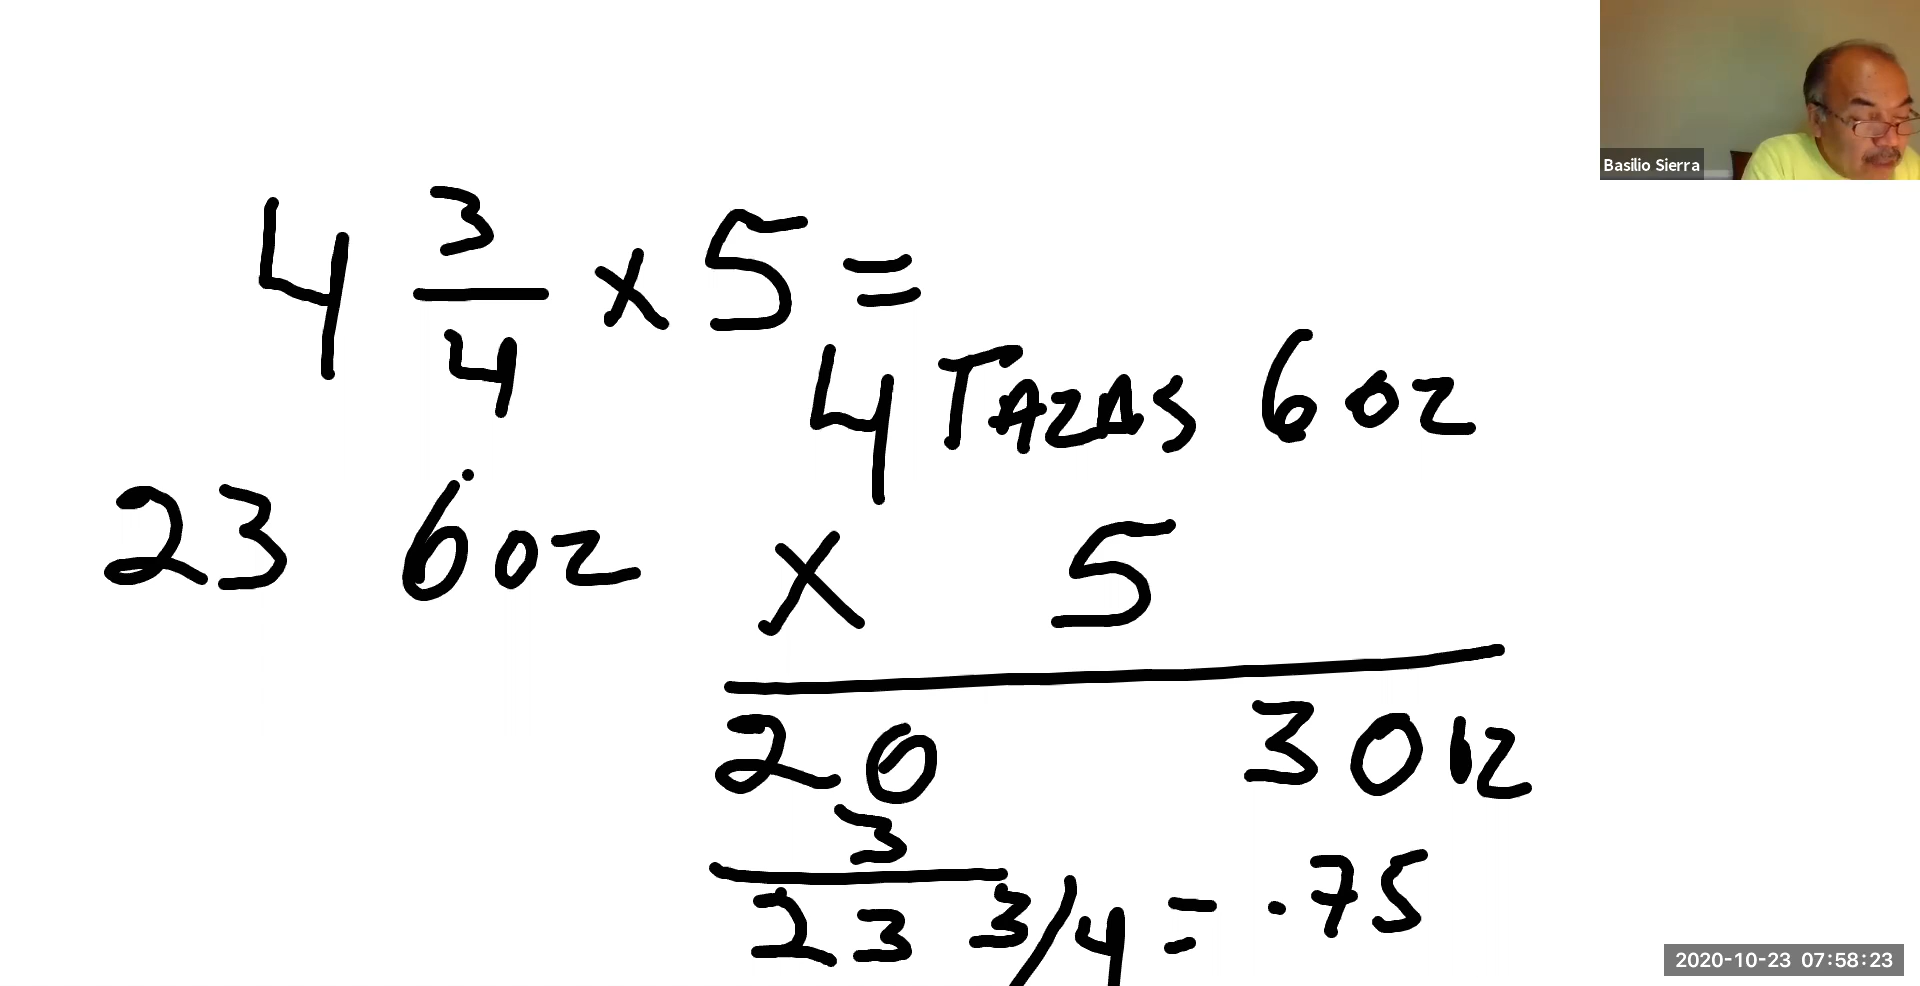 Basilio Sierra
4 3/4 x 5 =
4 TAZAS 6 oz
23 6 oz
x 5
20 30 oz
3
23 3/4 = .75
2020-10-23 07:58:23